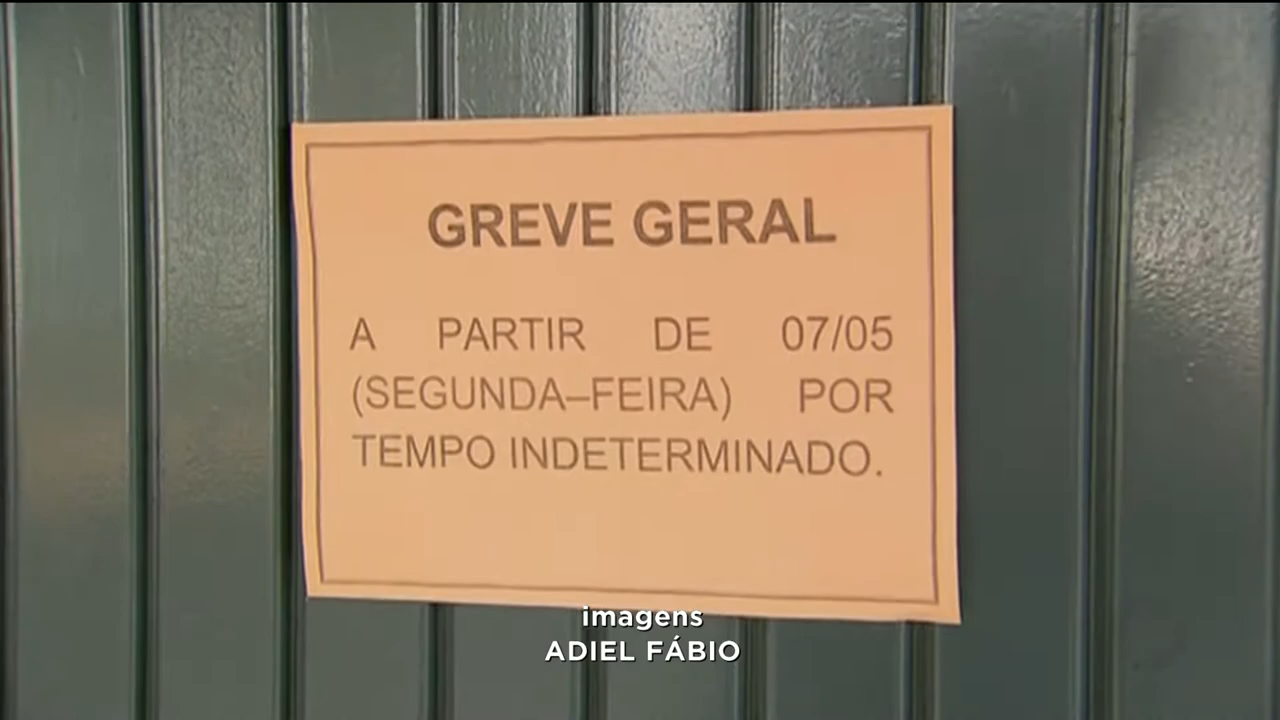 GREVE GERAL
A PARTIR DE 07/05
(SEGUNDA–FEIRA) POR
TEMPO INDETERMINADO.
imagens
ADIEL FÁBIO